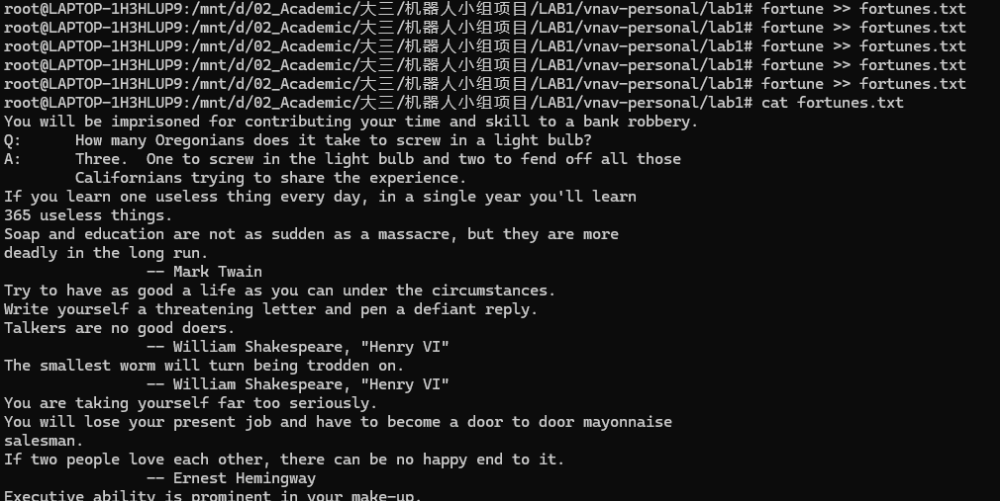 root@LAPTOP-1H3HLUP9:/mnt/d/02_Academic/大三/机器人小组项目/LAB1/vnav-personal/lab1# fortune >> fortunes.txt
root@LAPTOP-1H3HLUP9:/mnt/d/02_Academic/大三/机器人小组项目/LAB1/vnav-personal/lab1# fortune >> fortunes.txt
root@LAPTOP-1H3HLUP9:/mnt/d/02_Academic/大三/机器人小组项目/LAB1/vnav-personal/lab1# fortune >> fortunes.txt
root@LAPTOP-1H3HLUP9:/mnt/d/02_Academic/大三/机器人小组项目/LAB1/vnav-personal/lab1# fortune >> fortunes.txt
root@LAPTOP-1H3HLUP9:/mnt/d/02_Academic/大三/机器人小组项目/LAB1/vnav-personal/lab1# fortune >> fortunes.txt
root@LAPTOP-1H3HLUP9:/mnt/d/02_Academic/大三/机器人小组项目/LAB1/vnav-personal/lab1# cat fortunes.txt
You will be imprisoned for contributing your time and skill to a bank robbery.
Q:      How many Oregonians does it take to screw in a light bulb?
A:      Three.  One to screw in the light bulb and two to fend off all those
        Californians trying to share the experience.
If you learn one useless thing every day, in a single year you'll learn
365 useless things.
Soap and education are not as sudden as a massacre, but they are more
deadly in the long run.
                -- Mark Twain
Try to have as good a life as you can under the circumstances.
Write yourself a threatening letter and pen a defiant reply.
Talkers are no good doers.
                -- William Shakespeare, "Henry VI"
The smallest worm will turn being trodden on.
                -- William Shakespeare, "Henry VI"
You are taking yourself far too seriously.
You will lose your present job and have to become a door to door mayonnaise
salesman.
If two people love each other, there can be no happy end to it.
                -- Ernest Hemingway
Executive ability is prominent in your make-up.